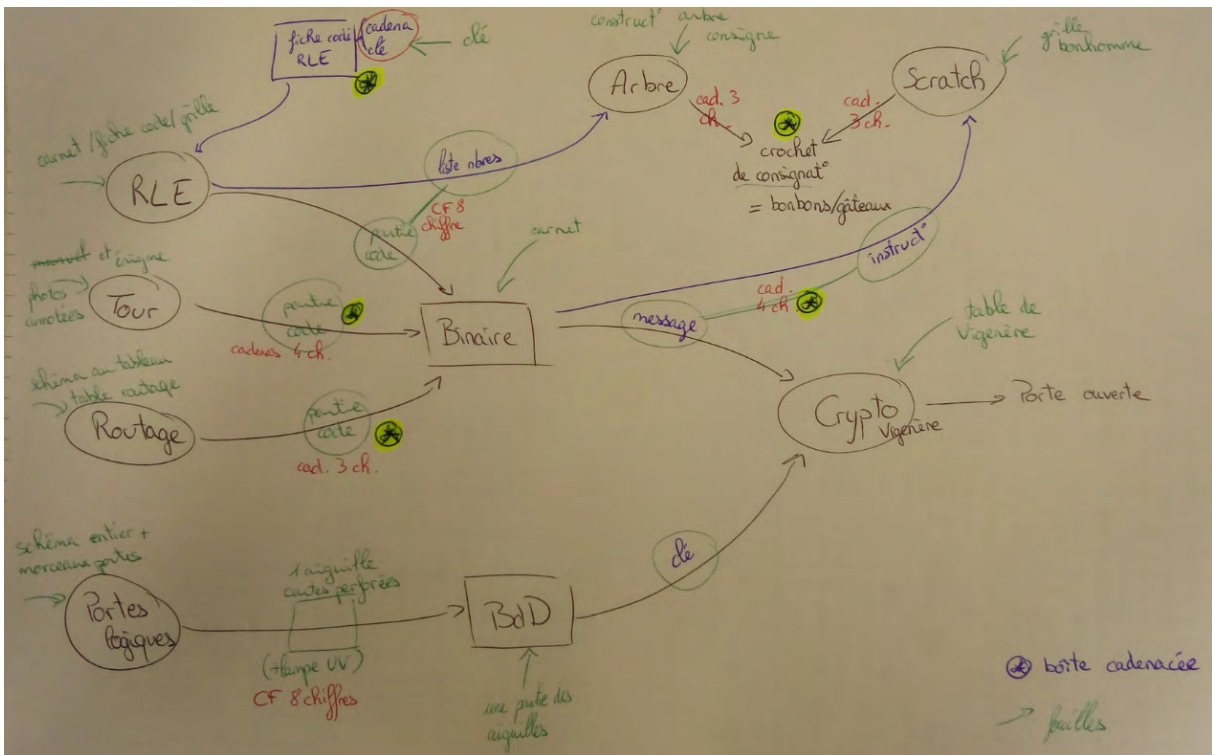 fiche codée
RLE
cadena
clé
clé
construct° arbre
consigne
grille
bonhomme
Arbre
Scratch
cad. 3
ch.
cad.
3 ch.
crochet
de consignat°
= bonbons/gâteaux
carnet/fiche code/grille
RLE
liste nbres
CF 8
chiffre
partie
code
carnet
instruct°
manuel et énigme
photos
annotées
Tour
partie
code
cadenas 4 ch.
Binaire
message
cad.
4 ch.
table de
Vigenère
schéma au tableau
table routage
Routage
partie
code
cad. 3 ch.
Crypto
Vigenère
Porte ouverte
schéma entier +
morceaux portes
Portes
logiques
1 aiguille
cartes perforées
(+lampe UV)
CF 8 chiffres
BdD
clé
une partie des
aiguilles
boîte cadenacée
feuilles